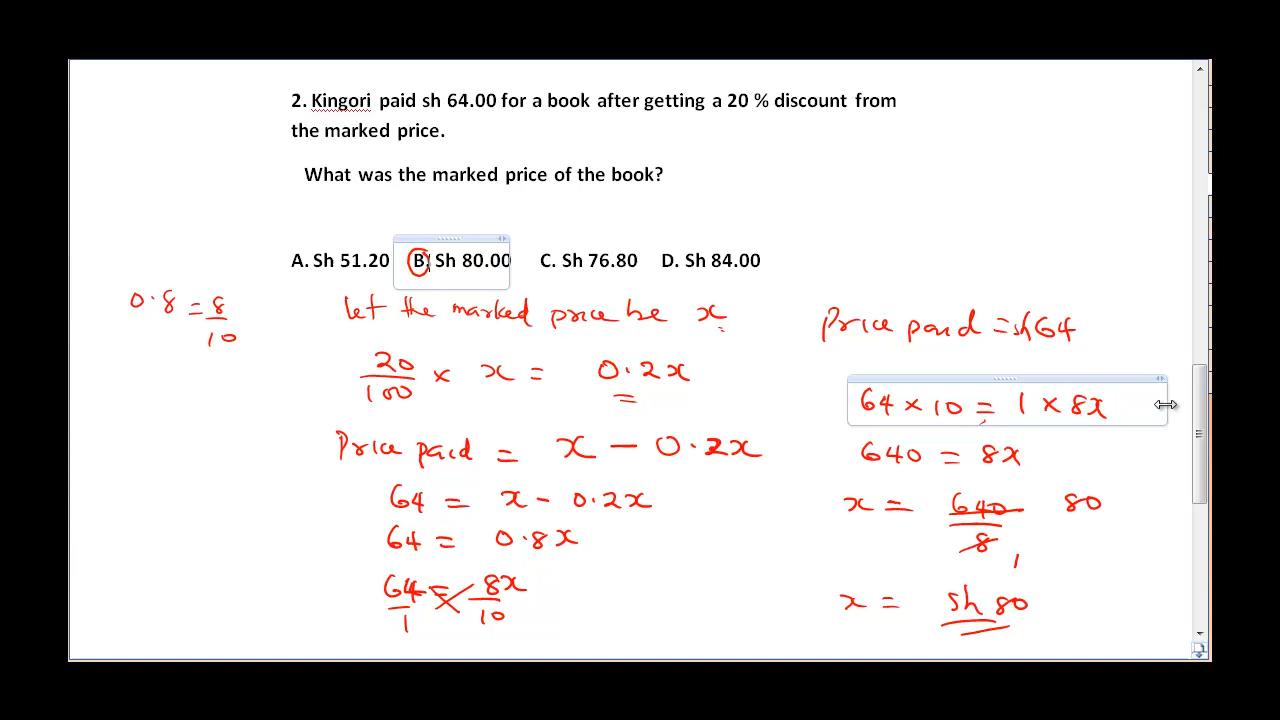 2. Kingori paid sh 64.00 for a book after getting a 20 % discount from
the marked price.
What was the marked price of the book?
A. Sh 51.20 B. Sh 80.00 C. Sh 76.80 D. Sh 84.00
0.8 = 8/10
Let the marked price be x
20/100 × x = 0.2x
Price paid = x - 0.2x
64 = x - 0.2x
64 = 0.8x
64/1 = 8x/10
Price paid = sh 64
64 × 10 = 1 × 8x
640 = 8x
x = 640/8 80
1
x = sh 80